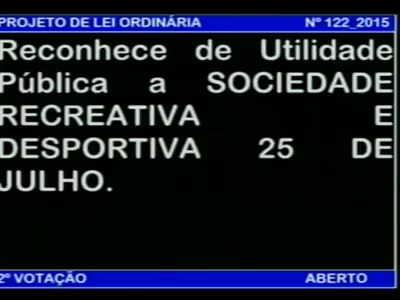 PROJETO DE LEI ORDINÁRIA Nº 122_2015
Reconhece de Utilidade
Pública a SOCIEDADE
RECREATIVA E
DESPORTIVA 25 DE
JULHO.
2º VOTAÇÃO ABERTO